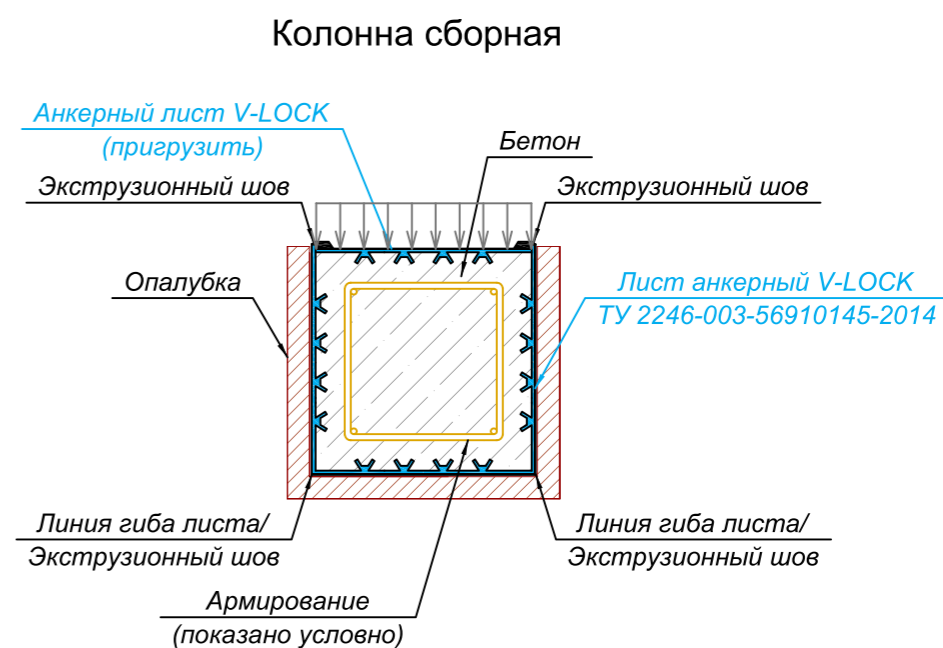 Колонна сборная
Анкерный лист V-LOCK
(пригрузить)
Бетон
Экструзионный шов
Экструзионный шов
Опалубка
Лист анкерный V-LOCK
ТУ 2246-003-56910145-2014
Линия гиба листа/
Экструзионный шов
Линия гиба листа/
Экструзионный шов
Армирование
(показано условно)